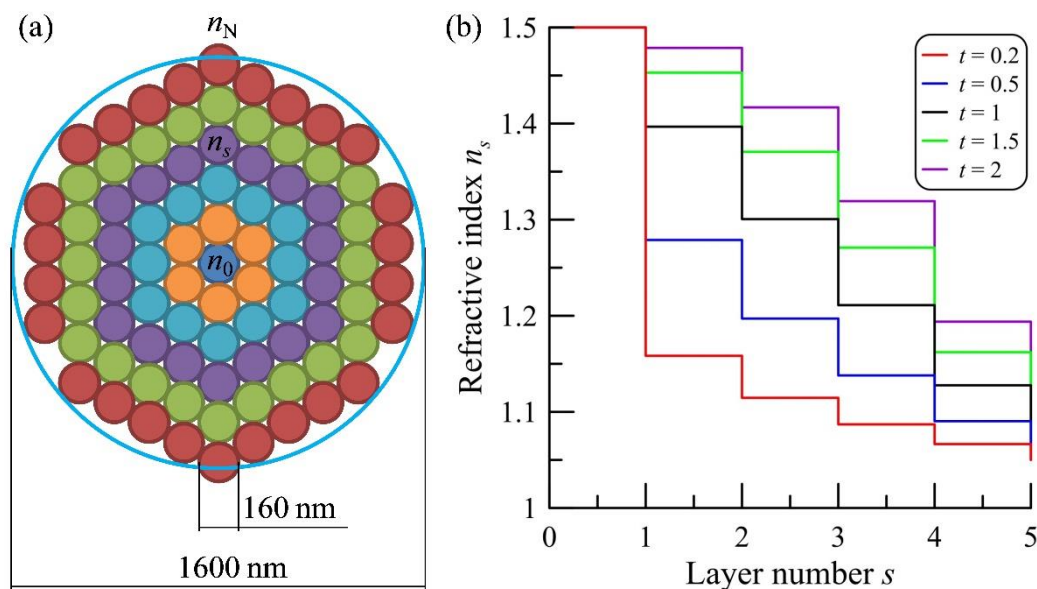 (a)
n_N
n_s
n_0
160 nm
1600 nm
(b)
Refractive index n_s
1.5
1.4
1.3
1.2
1.1
1
t = 0.2
t = 0.5
t = 1
t = 1.5
t = 2
0 1 2 3 4 5
Layer number s